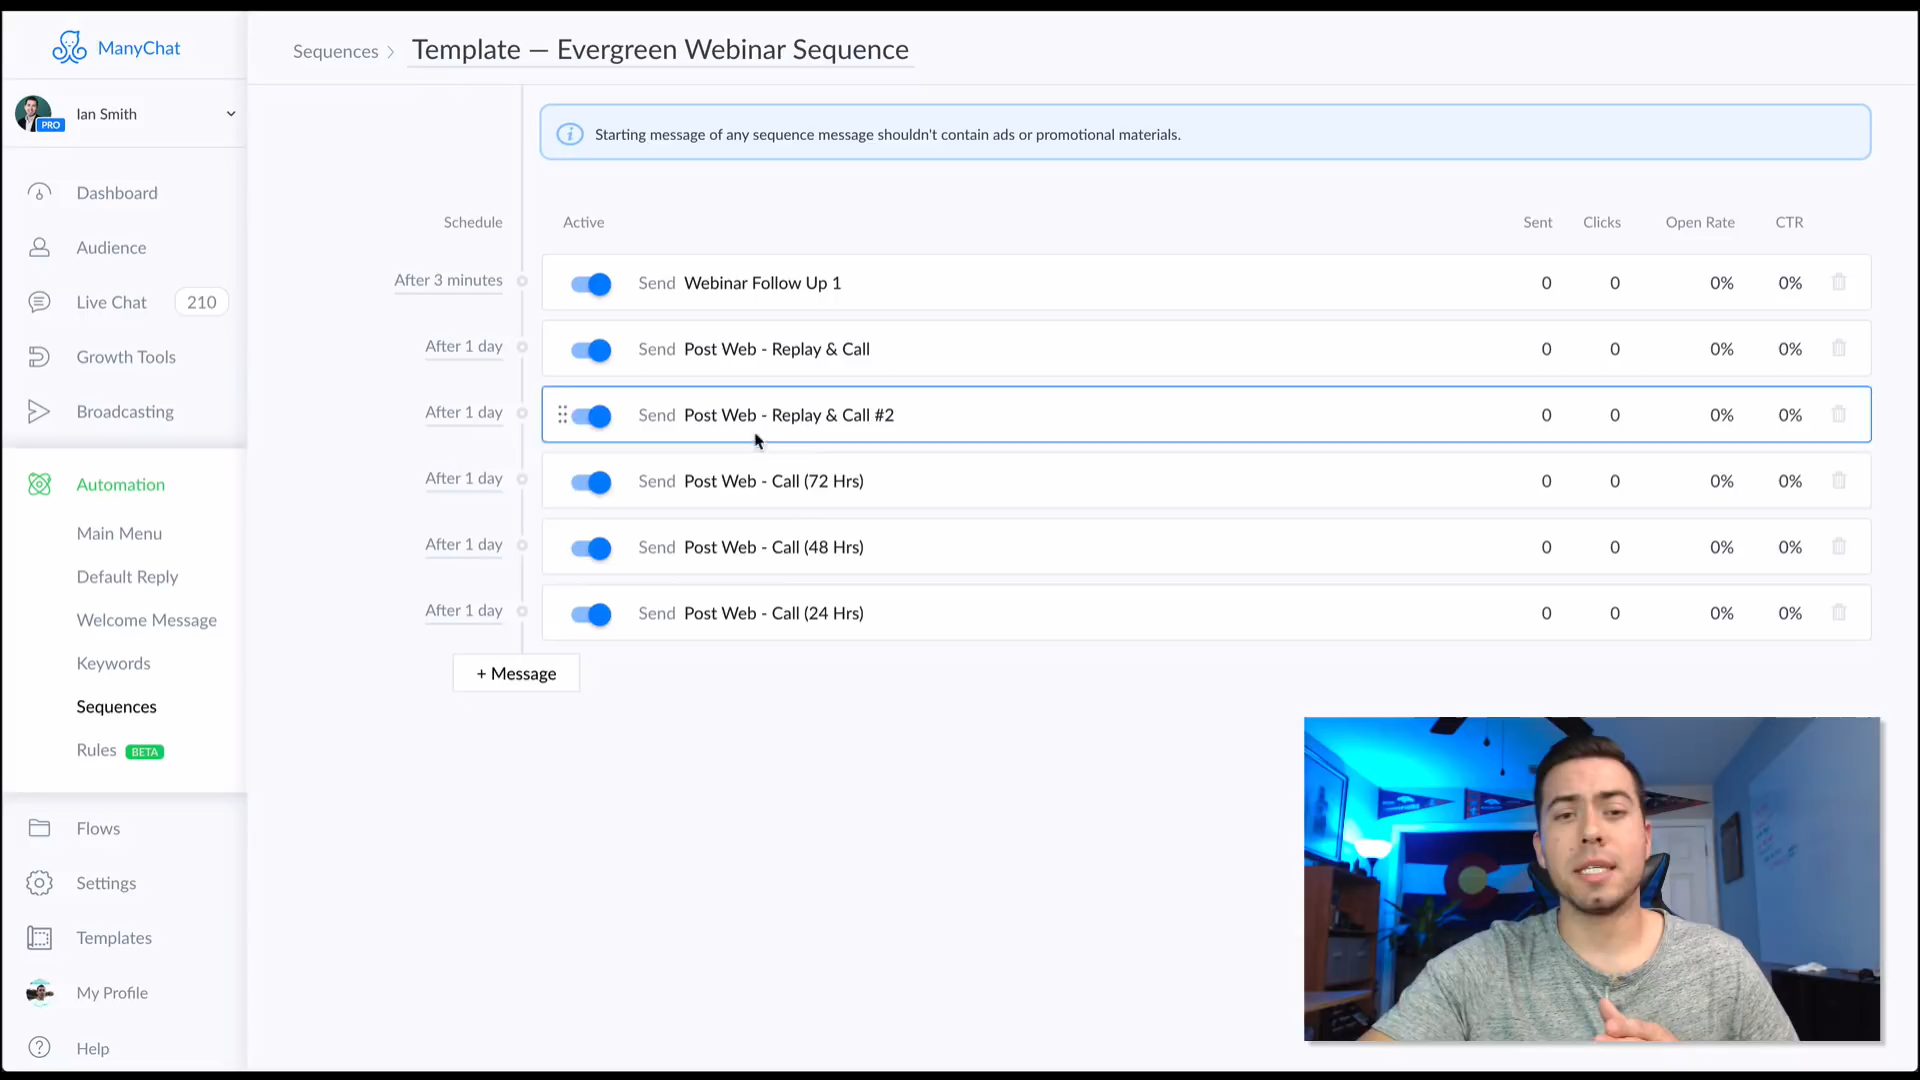 ManyChat
Sequences > Template — Evergreen Webinar Sequence
PRO
Ian Smith
Starting message of any sequence message shouldn't contain ads or promotional materials.
Dashboard
Audience
Live Chat 210
Growth Tools
Broadcasting
Automation
Main Menu
Default Reply
Welcome Message
Keywords
Sequences
Rules BETA
Flows
Settings
Templates
My Profile
Help
Schedule Active Sent Clicks Open Rate CTR
After 3 minutes Send Webinar Follow Up 1 0 0 0% 0%
After 1 day Send Post Web - Replay & Call 0 0 0% 0%
After 1 day Send Post Web - Replay & Call #2 0 0 0% 0%
After 1 day Send Post Web - Call (72 Hrs) 0 0 0% 0%
After 1 day Send Post Web - Call (48 Hrs) 0 0 0% 0%
After 1 day Send Post Web - Call (24 Hrs) 0 0 0% 0%
+ Message